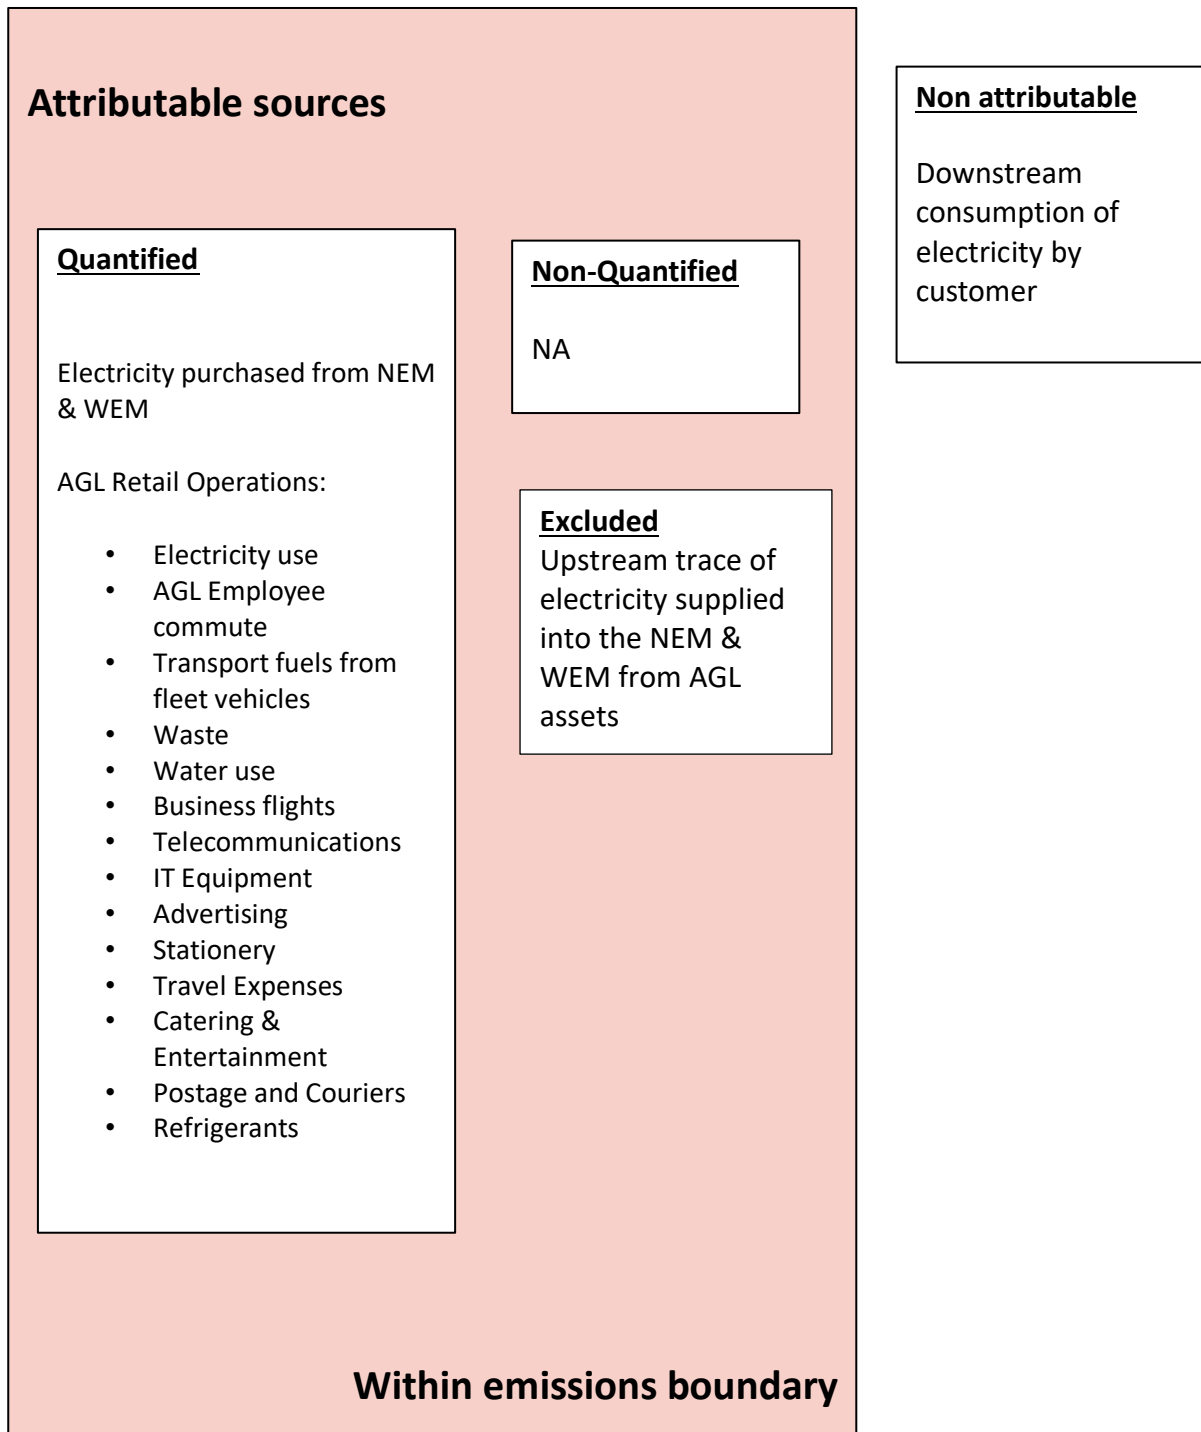 Attributable sources
Quantified
Electricity purchased from NEM
& WEM
AGL Retail Operations:
• Electricity use
• AGL Employee
commute
• Transport fuels from
fleet vehicles
• Waste
• Water use
• Business flights
• Telecommunications
• IT Equipment
• Advertising
• Stationery
• Travel Expenses
• Catering &
Entertainment
• Postage and Couriers
• Refrigerants
Non-Quantified
NA
Excluded
Upstream trace of
electricity supplied
into the NEM &
WEM from AGL
assets
Within emissions boundary
Non attributable
Downstream
consumption of
electricity by
customer